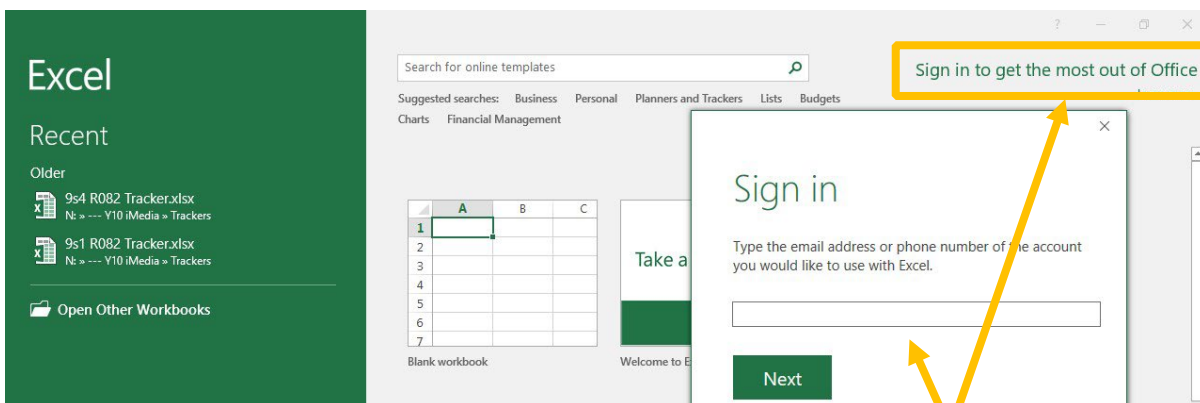 Excel
Recent
Older
9s4 R082 Tracker.xlsx
N: » --- Y10 iMedia » Trackers
9s1 R082 Tracker.xlsx
N: » --- Y10 iMedia » Trackers
Open Other Workbooks
?
Search for online templates
Sign in to get the most out of Office
Suggested searches: Business Personal Planners and Trackers Lists Budgets
Charts Financial Management
A B C
1
2
3
4
5
6
7
Blank workbook
Take a
Welcome to E
Sign in
Type the email address or phone number of the account
you would like to use with Excel.
Next